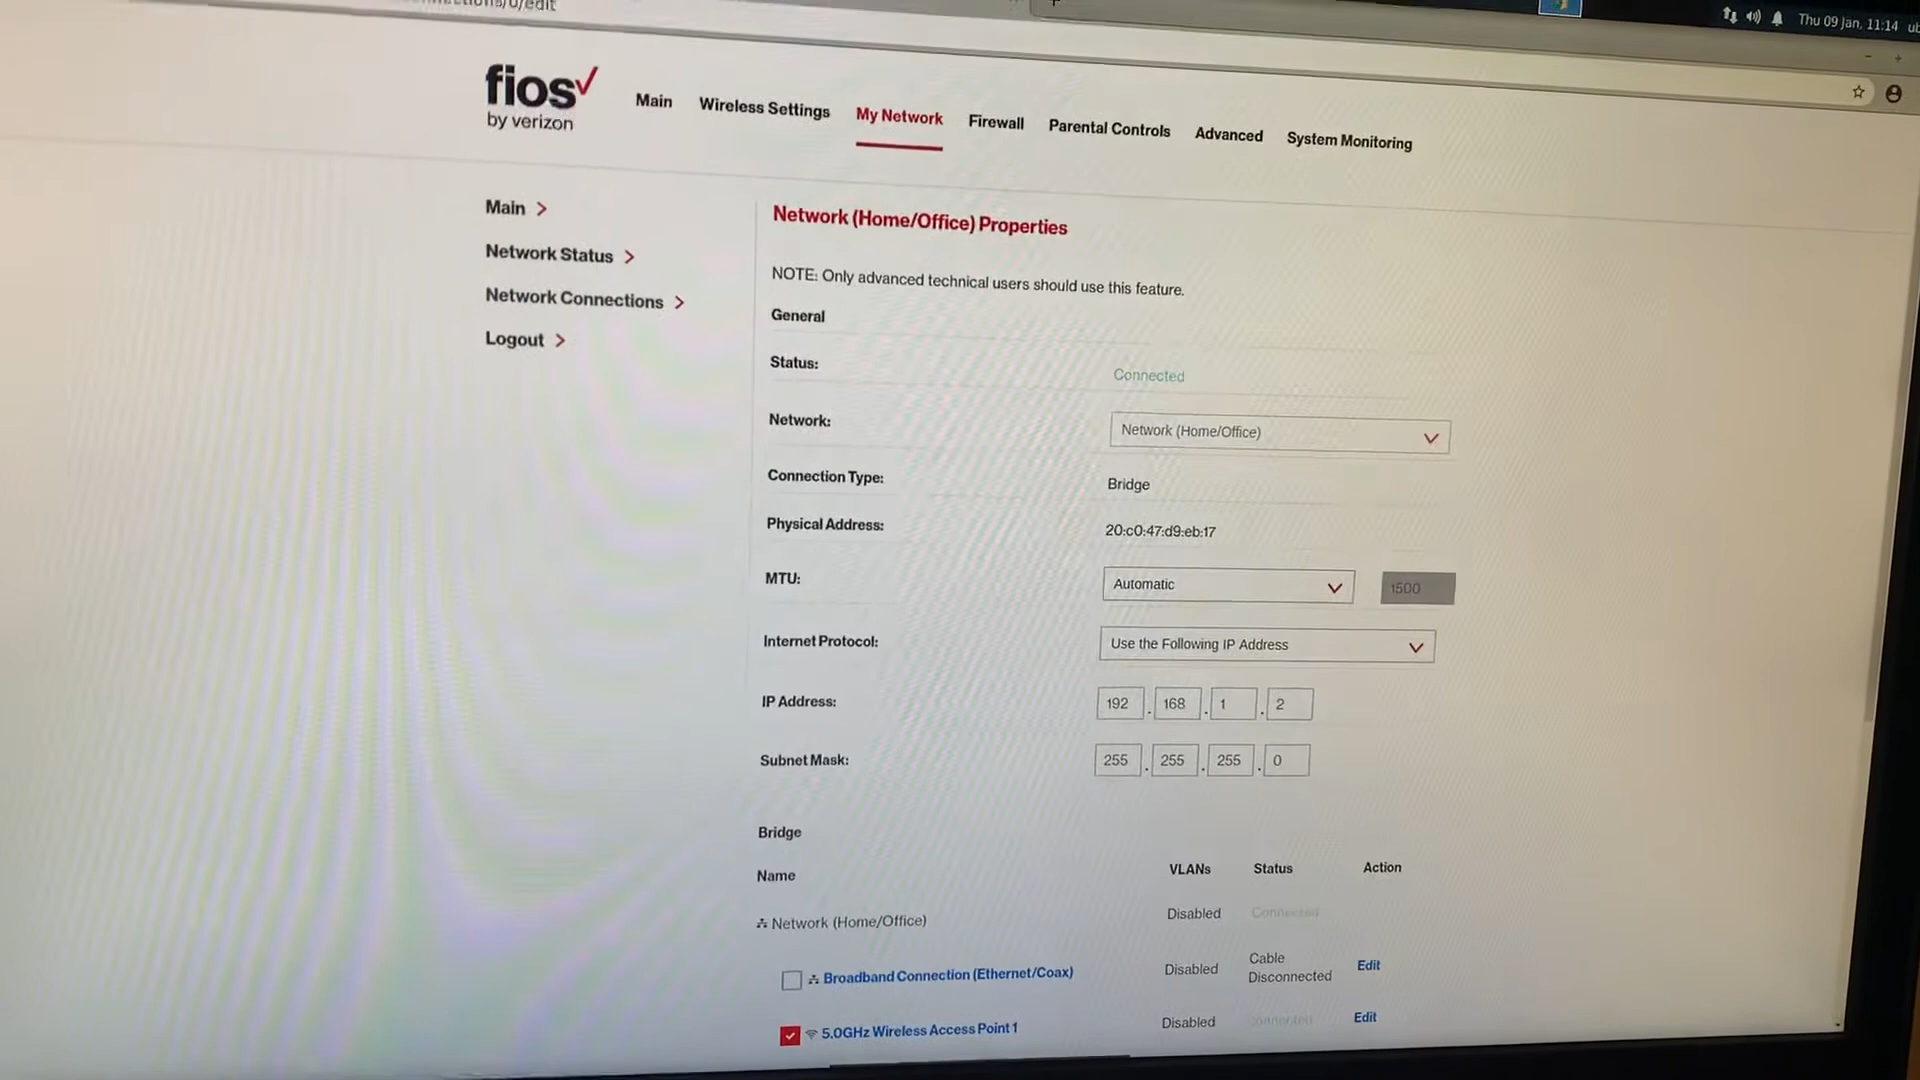 /edit
Thu 09 Jan, 11:14
fios
by verizon
Main
Wireless Settings
My Network
Firewall
Parental Controls
Advanced
System Monitoring
Main
Network Status
Network Connections
Logout
Network (Home/Office) Properties
NOTE: Only advanced technical users should use this feature.
General
Status:
Connected
Network:
Network (Home/Office)
Connection Type:
Bridge
Physical Address:
20:c0:47:d9:eb:17
MTU:
Automatic
1500
Internet Protocol:
Use the Following IP Address
IP Address:
192 . 168 . 1 . 2
Subnet Mask:
255 . 255 . 255 . 0
Bridge
Name
VLANs
Status
Action
Network (Home/Office)
Disabled
Connected
Broadband Connection (Ethernet/Coax)
Disabled
Cable
Disconnected
Edit
5.0GHz Wireless Access Point 1
Disabled
Connected
Edit